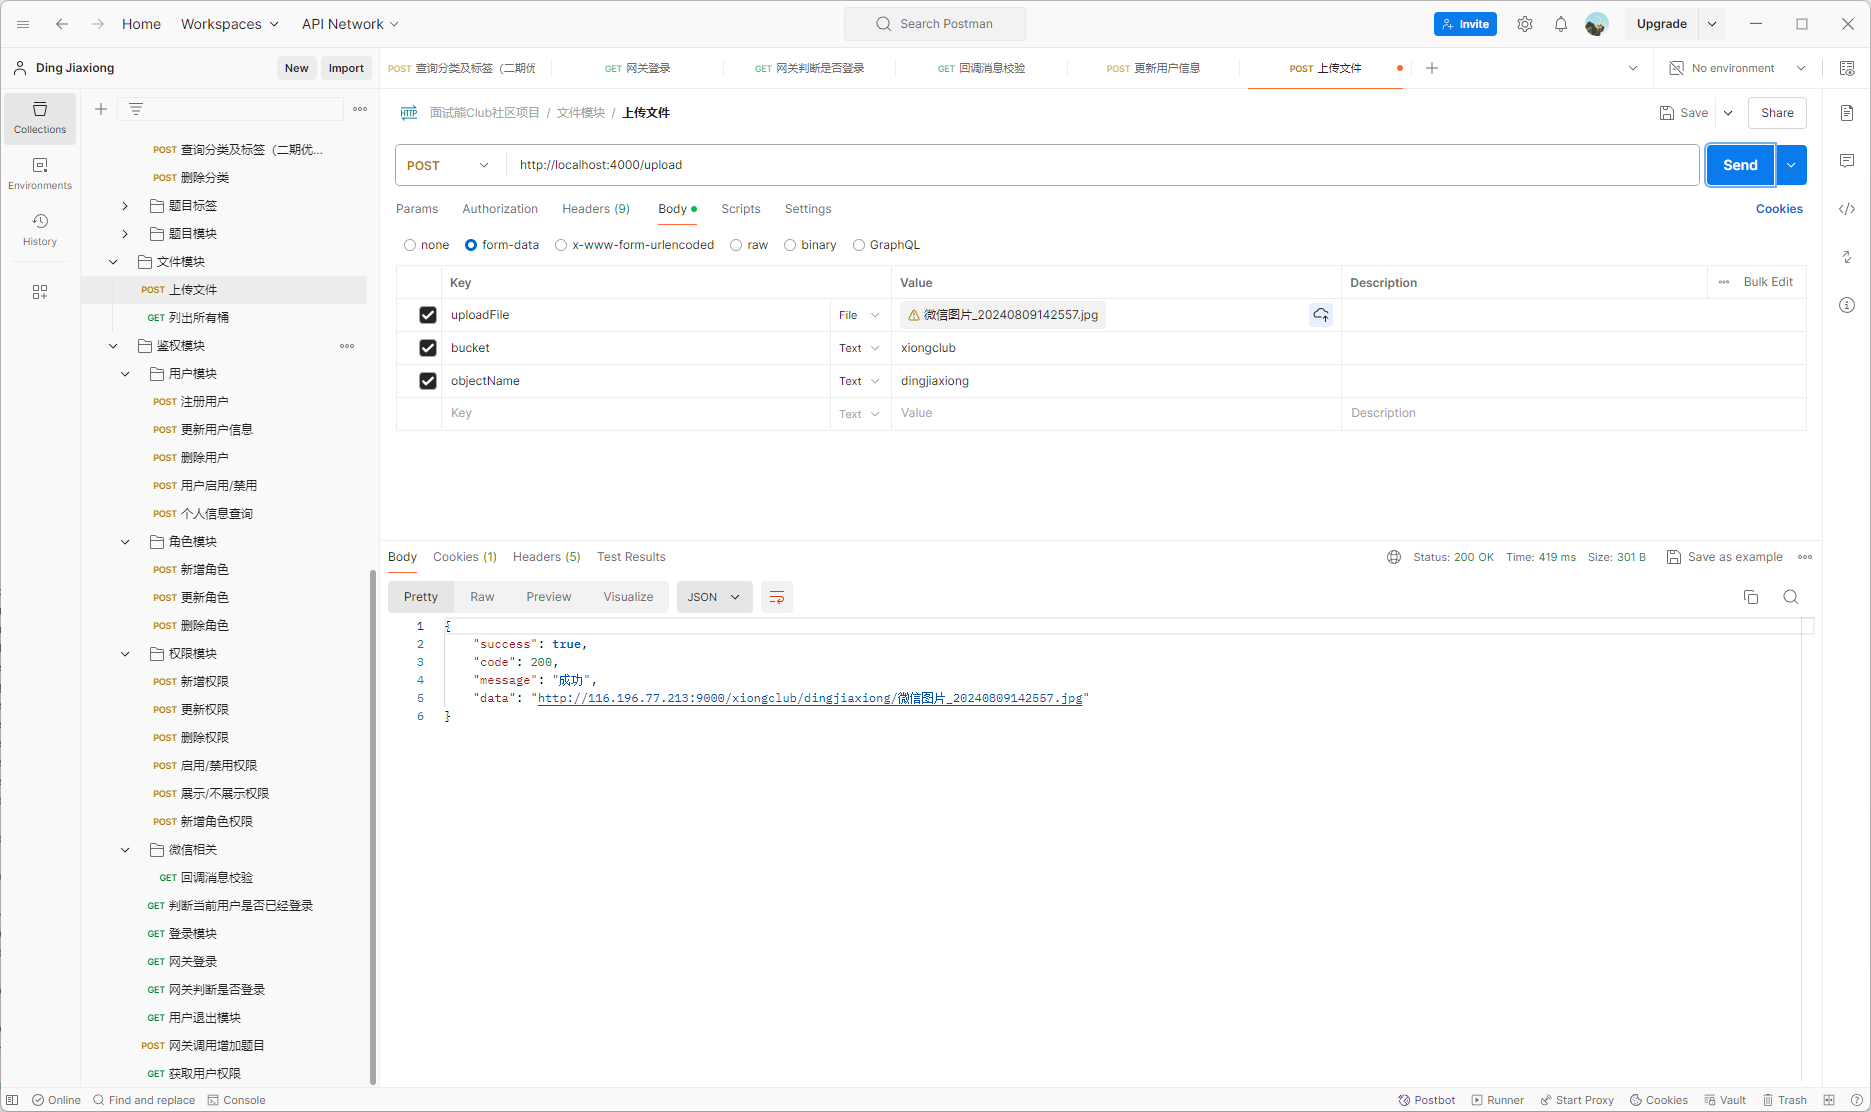 Home Workspaces API Network Search Postman Invite Upgrade
Ding Jiaxiong New Import
POST 查询分类及标签（二期优 GET 网关登录 GET 网关判断是否登录 GET 回调消息校验 POST 更新用户信息 POST 上传文件 No environment
Collections
Environments
History
POST 查询分类及标签（二期优...
POST 删除分类
题目标签
题目模块
文件模块
POST 上传文件
GET 列出所有桶
鉴权模块
用户模块
POST 注册用户
POST 更新用户信息
POST 删除用户
POST 用户启用/禁用
POST 个人信息查询
角色模块
POST 新增角色
POST 更新角色
POST 删除角色
权限模块
POST 新增权限
POST 更新权限
POST 删除权限
POST 启用/禁用权限
POST 展示/不展示权限
POST 新增角色权限
微信相关
GET 回调消息校验
GET 判断当前用户是否已经登录
GET 登录模块
GET 网关登录
GET 网关判断是否登录
GET 用户退出模块
POST 网关调用增加题目
GET 获取用户权限
HTTP 面试熊Club社区项目 / 文件模块 / 上传文件 Save Share
POST http://localhost:4000/upload Send
Params Authorization Headers (9) Body Scripts Settings Cookies
none form-data x-www-form-urlencoded raw binary GraphQL
Key Value Description Bulk Edit
uploadFile File 微信图片_20240809142557.jpg
bucket Text xiongclub
objectName Text dingjiaxiong
Key Text Value Description
Body Cookies (1) Headers (5) Test Results Status: 200 OK Time: 419 ms Size: 301 B Save as example
Pretty Raw Preview Visualize JSON
1 {
2 "success": true,
3 "code": 200,
4 "message": "成功",
5 "data": "http://116.196.77.213:9000/xiongclub/dingjiaxiong/微信图片_20240809142557.jpg"
6 }
Online Find and replace Console Postbot Runner Start Proxy Cookies Vault Trash